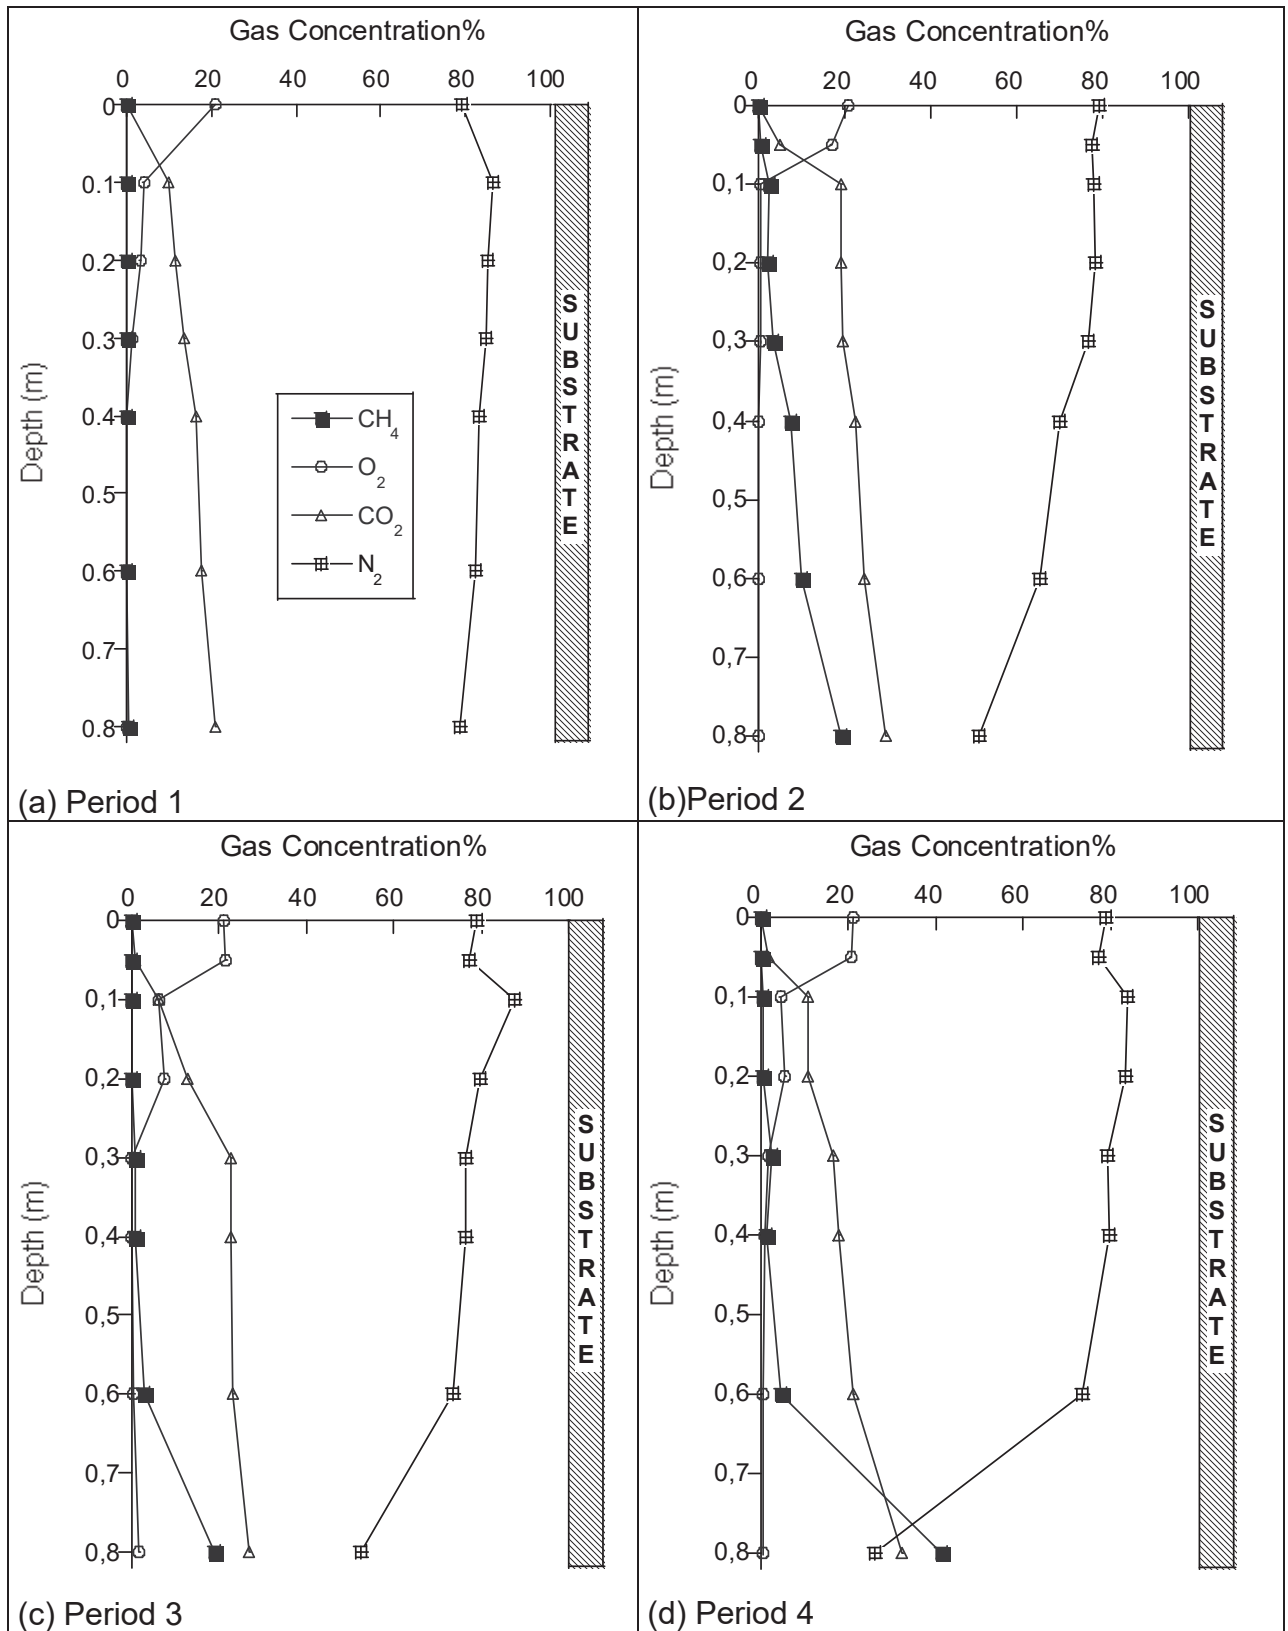 Gas Concentration%
0 20 40 60 80 100
0
0.1
0.2
0.3
0.4
0.5
0.6
0.7
0.8
Depth (m)
CH4
O2
CO2
N2
SUBSTRATE
(a) Period 1
Gas Concentration%
0 20 40 60 80 100
0
0,1
0,2
0,3
0,4
0,5
0,6
0,7
0,8
Depth (m)
SUBSTRATE
(b)Period 2
Gas Concentration%
0 20 40 60 80 100
0
0,1
0,2
0,3
0.4
0,5
0,6
0,7
0,8
Depth (m)
SUBSTRATE
(c) Period 3
Gas Concentration%
0 20 40 60 80 100
0
0,1
0,2
0,3
0,4
0,5
0,6
0,7
0,8
Depth (m)
SUBSTRATE
(d) Period 4